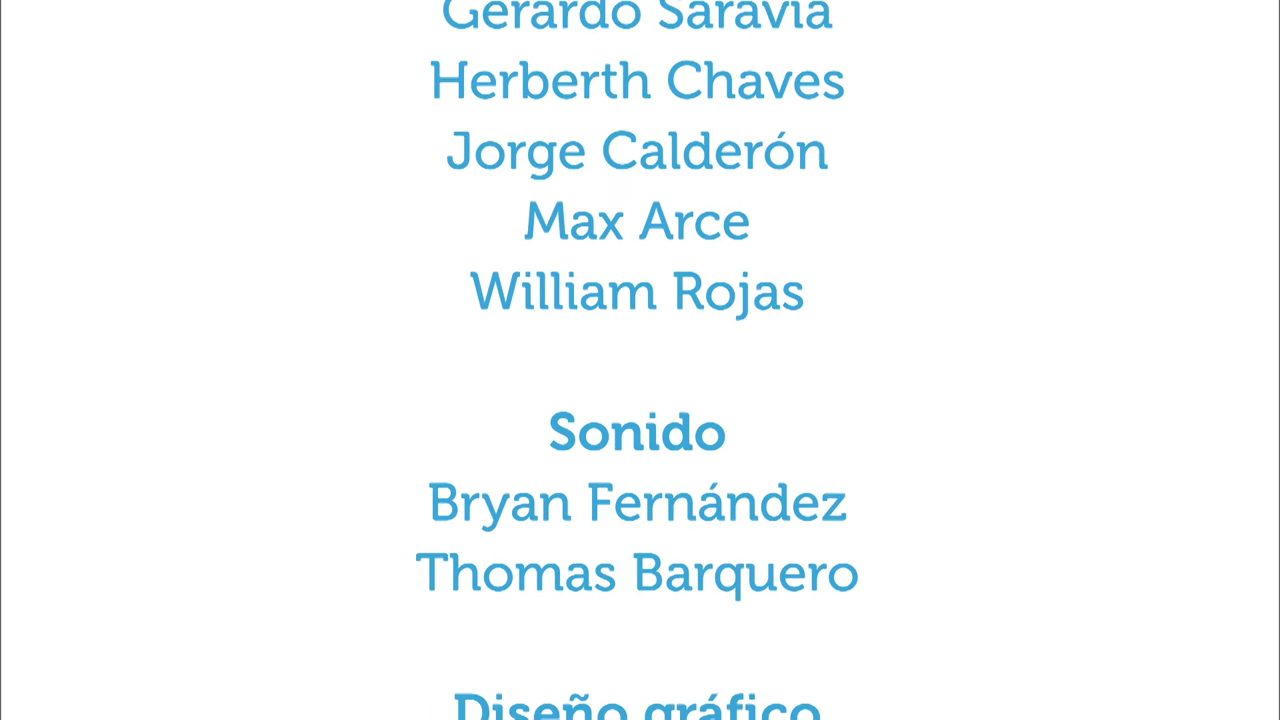 Gerardo Saravia
Herberth Chaves
Jorge Calderón
Max Arce
William Rojas
Sonido
Bryan Fernández
Thomas Barquero
Diseño gráfico